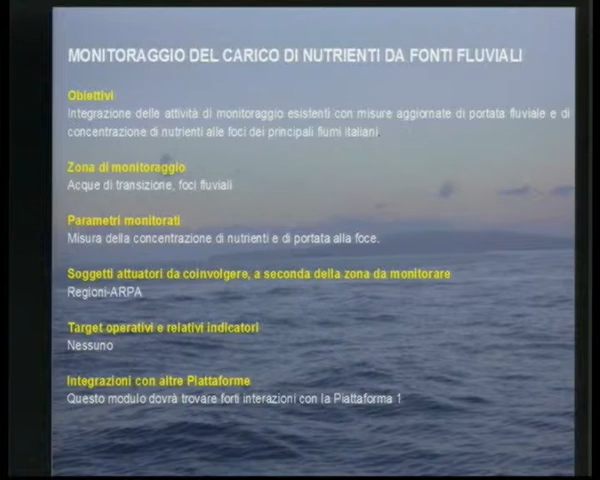 MONITORAGGIO DEL CARICO DI NUTRIENTI DA FONTI FLUVIALI
Obiettivi
Integrazione delle attività di monitoraggio esistenti con misure aggiornate di portata fluviale e di
concentrazione di nutrienti alle foci dei principali fiumi italiani.
Zona di monitoraggio
Acque di transizione, foci fluviali
Parametri monitorati
Misura della concentrazione di nutrienti e di portata alla foce.
Soggetti attuatori da coinvolgere, a seconda della zona da monitorare
Regioni-ARPA
Target operativi e relativi indicatori
Nessuno
Integrazioni con altre Piattaforme
Questo modulo dovrà trovare forti interazioni con la Piattaforma 1